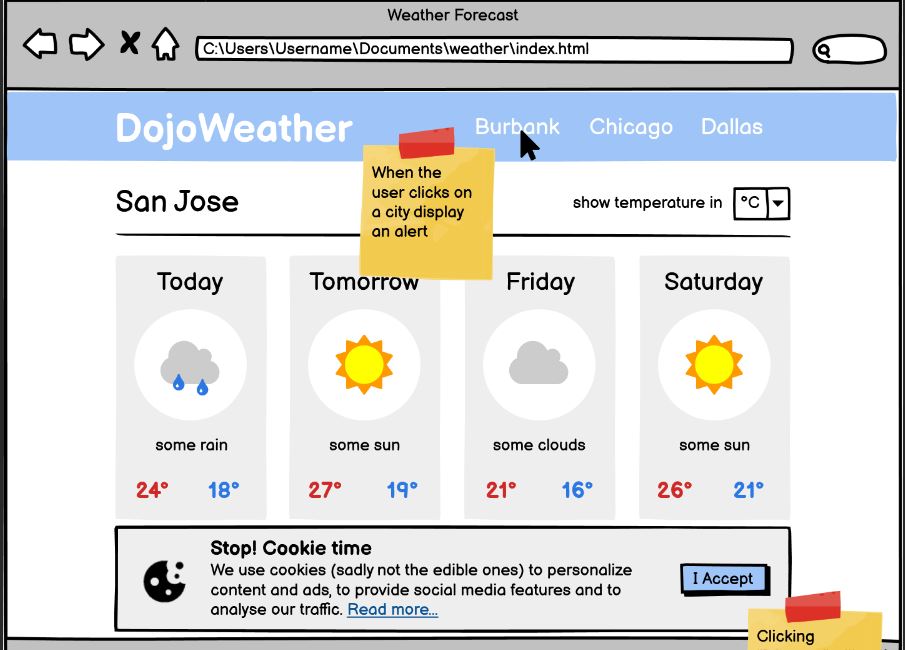 Weather Forecast
C:\Users\Username\Documents\weather\index.html
DojoWeather
Burbank Chicago Dallas
When the
user clicks on
a city display
an alert
San Jose
show temperature in °C
Today Tomorrow Friday Saturday
some rain some sun some clouds some sun
24° 18° 27° 19° 21° 16° 26° 21°
Stop! Cookie time
We use cookies (sadly not the edible ones) to personalize
content and ads, to provide social media features and to
analyse our traffic. Read more...
I Accept
Clicking